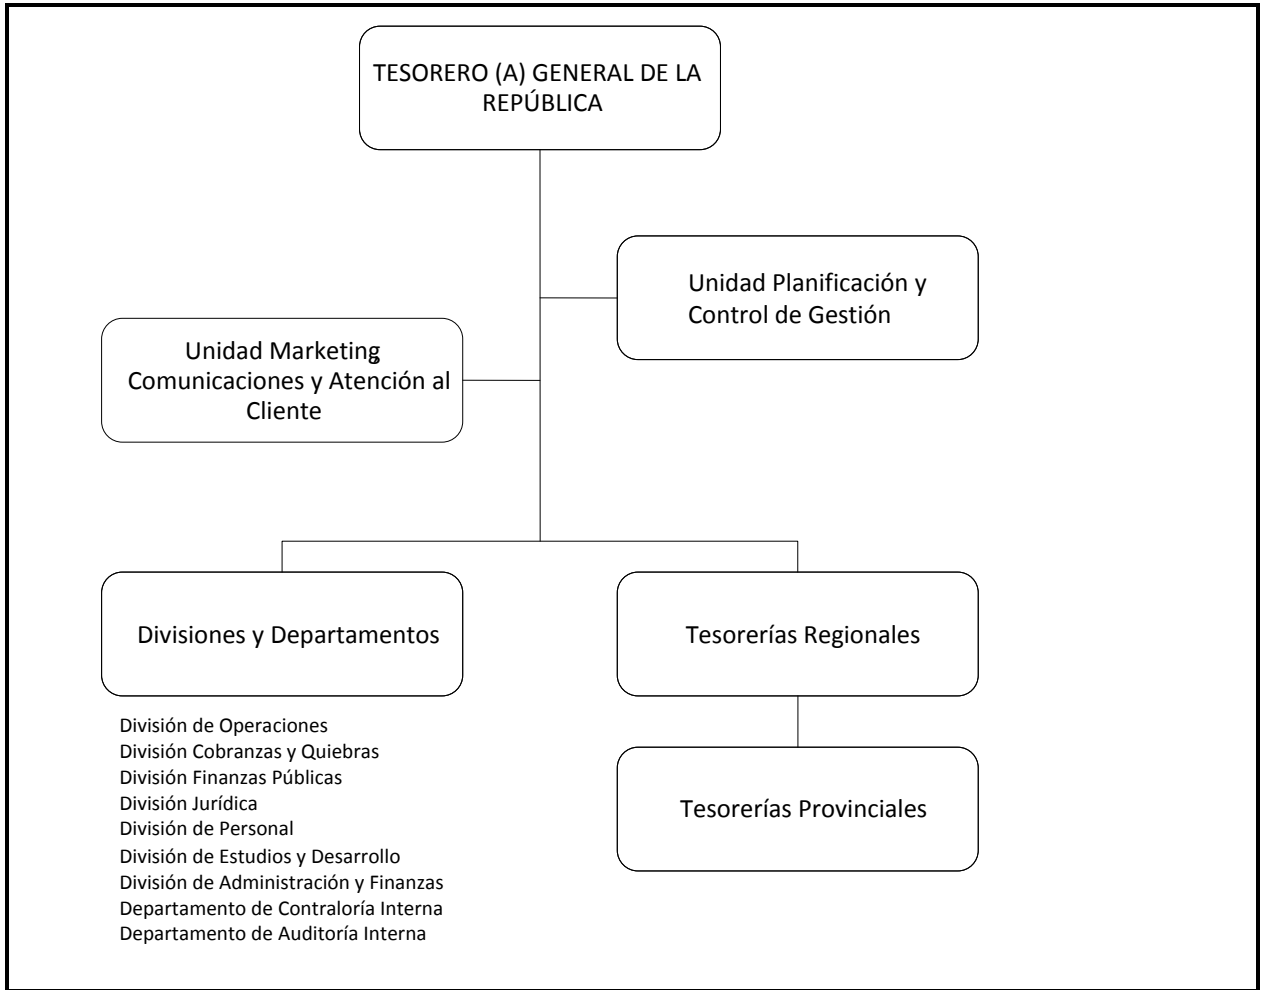 TESORERO (A) GENERAL DE LA
REPÚBLICA
Unidad Planificación y
Control de Gestión
Unidad Marketing,
Comunicaciones y Atención al
Cliente
Divisiones y Departamentos
Tesorerías Regionales
División de Operaciones
División Cobranzas y Quiebras
División Finanzas Públicas
División Jurídica
División de Personal
División de Estudios y Desarrollo
División de Administración y Finanzas
Departamento de Contraloría Interna
Departamento de Auditoría Interna
Tesorerías Provinciales